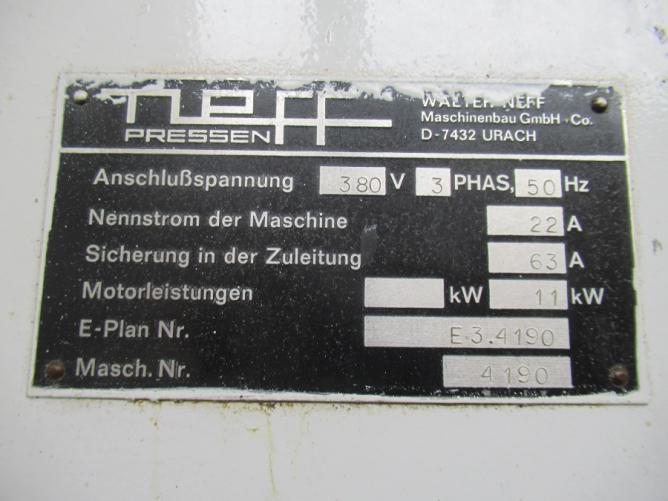 neff
PRESSEN
WALTER NEFF
Maschinenbau GmbH + Co.
D-7432 URACH
Anschlußspannung 380 V 3 PHAS, 50 Hz
Nennstrom der Maschine 22 A
Sicherung in der Zuleitung 63 A
Motorleistungen kW 11 kW
E-Plan Nr. E3.4190
Masch. Nr. 4190